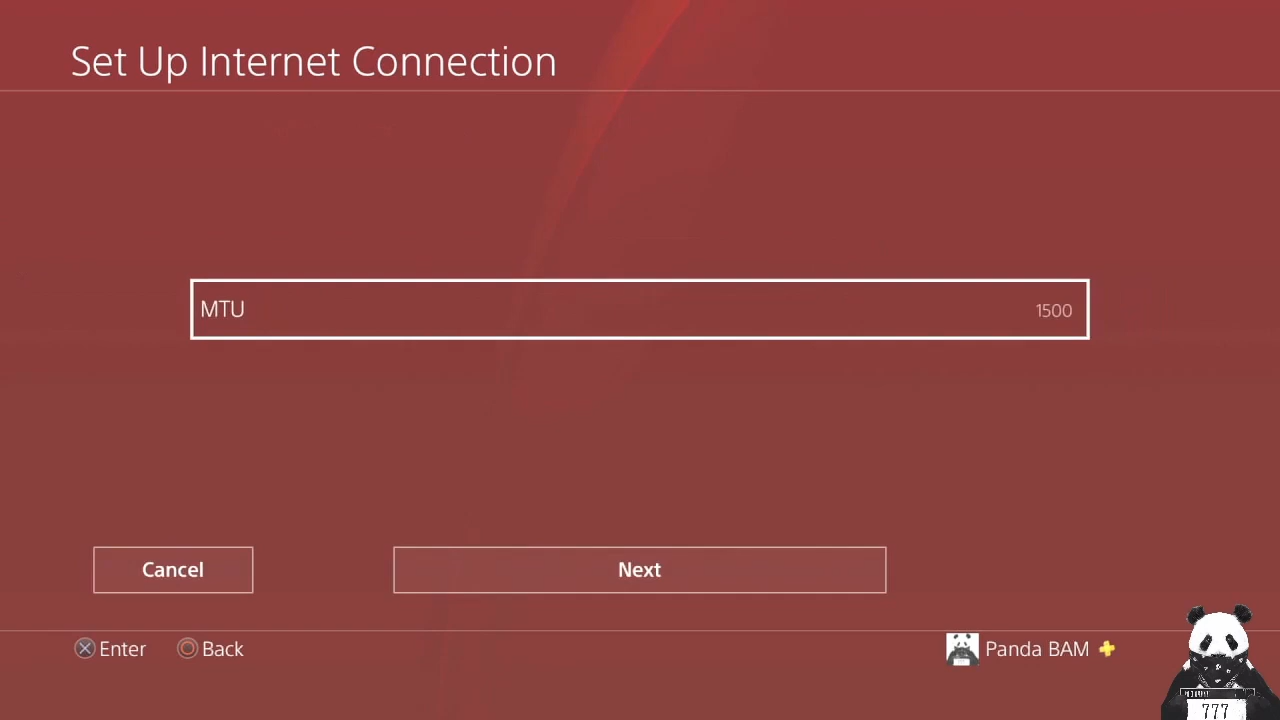 Set Up Internet Connection
MTU 1500
Cancel Next
Enter Back Panda BAM
777